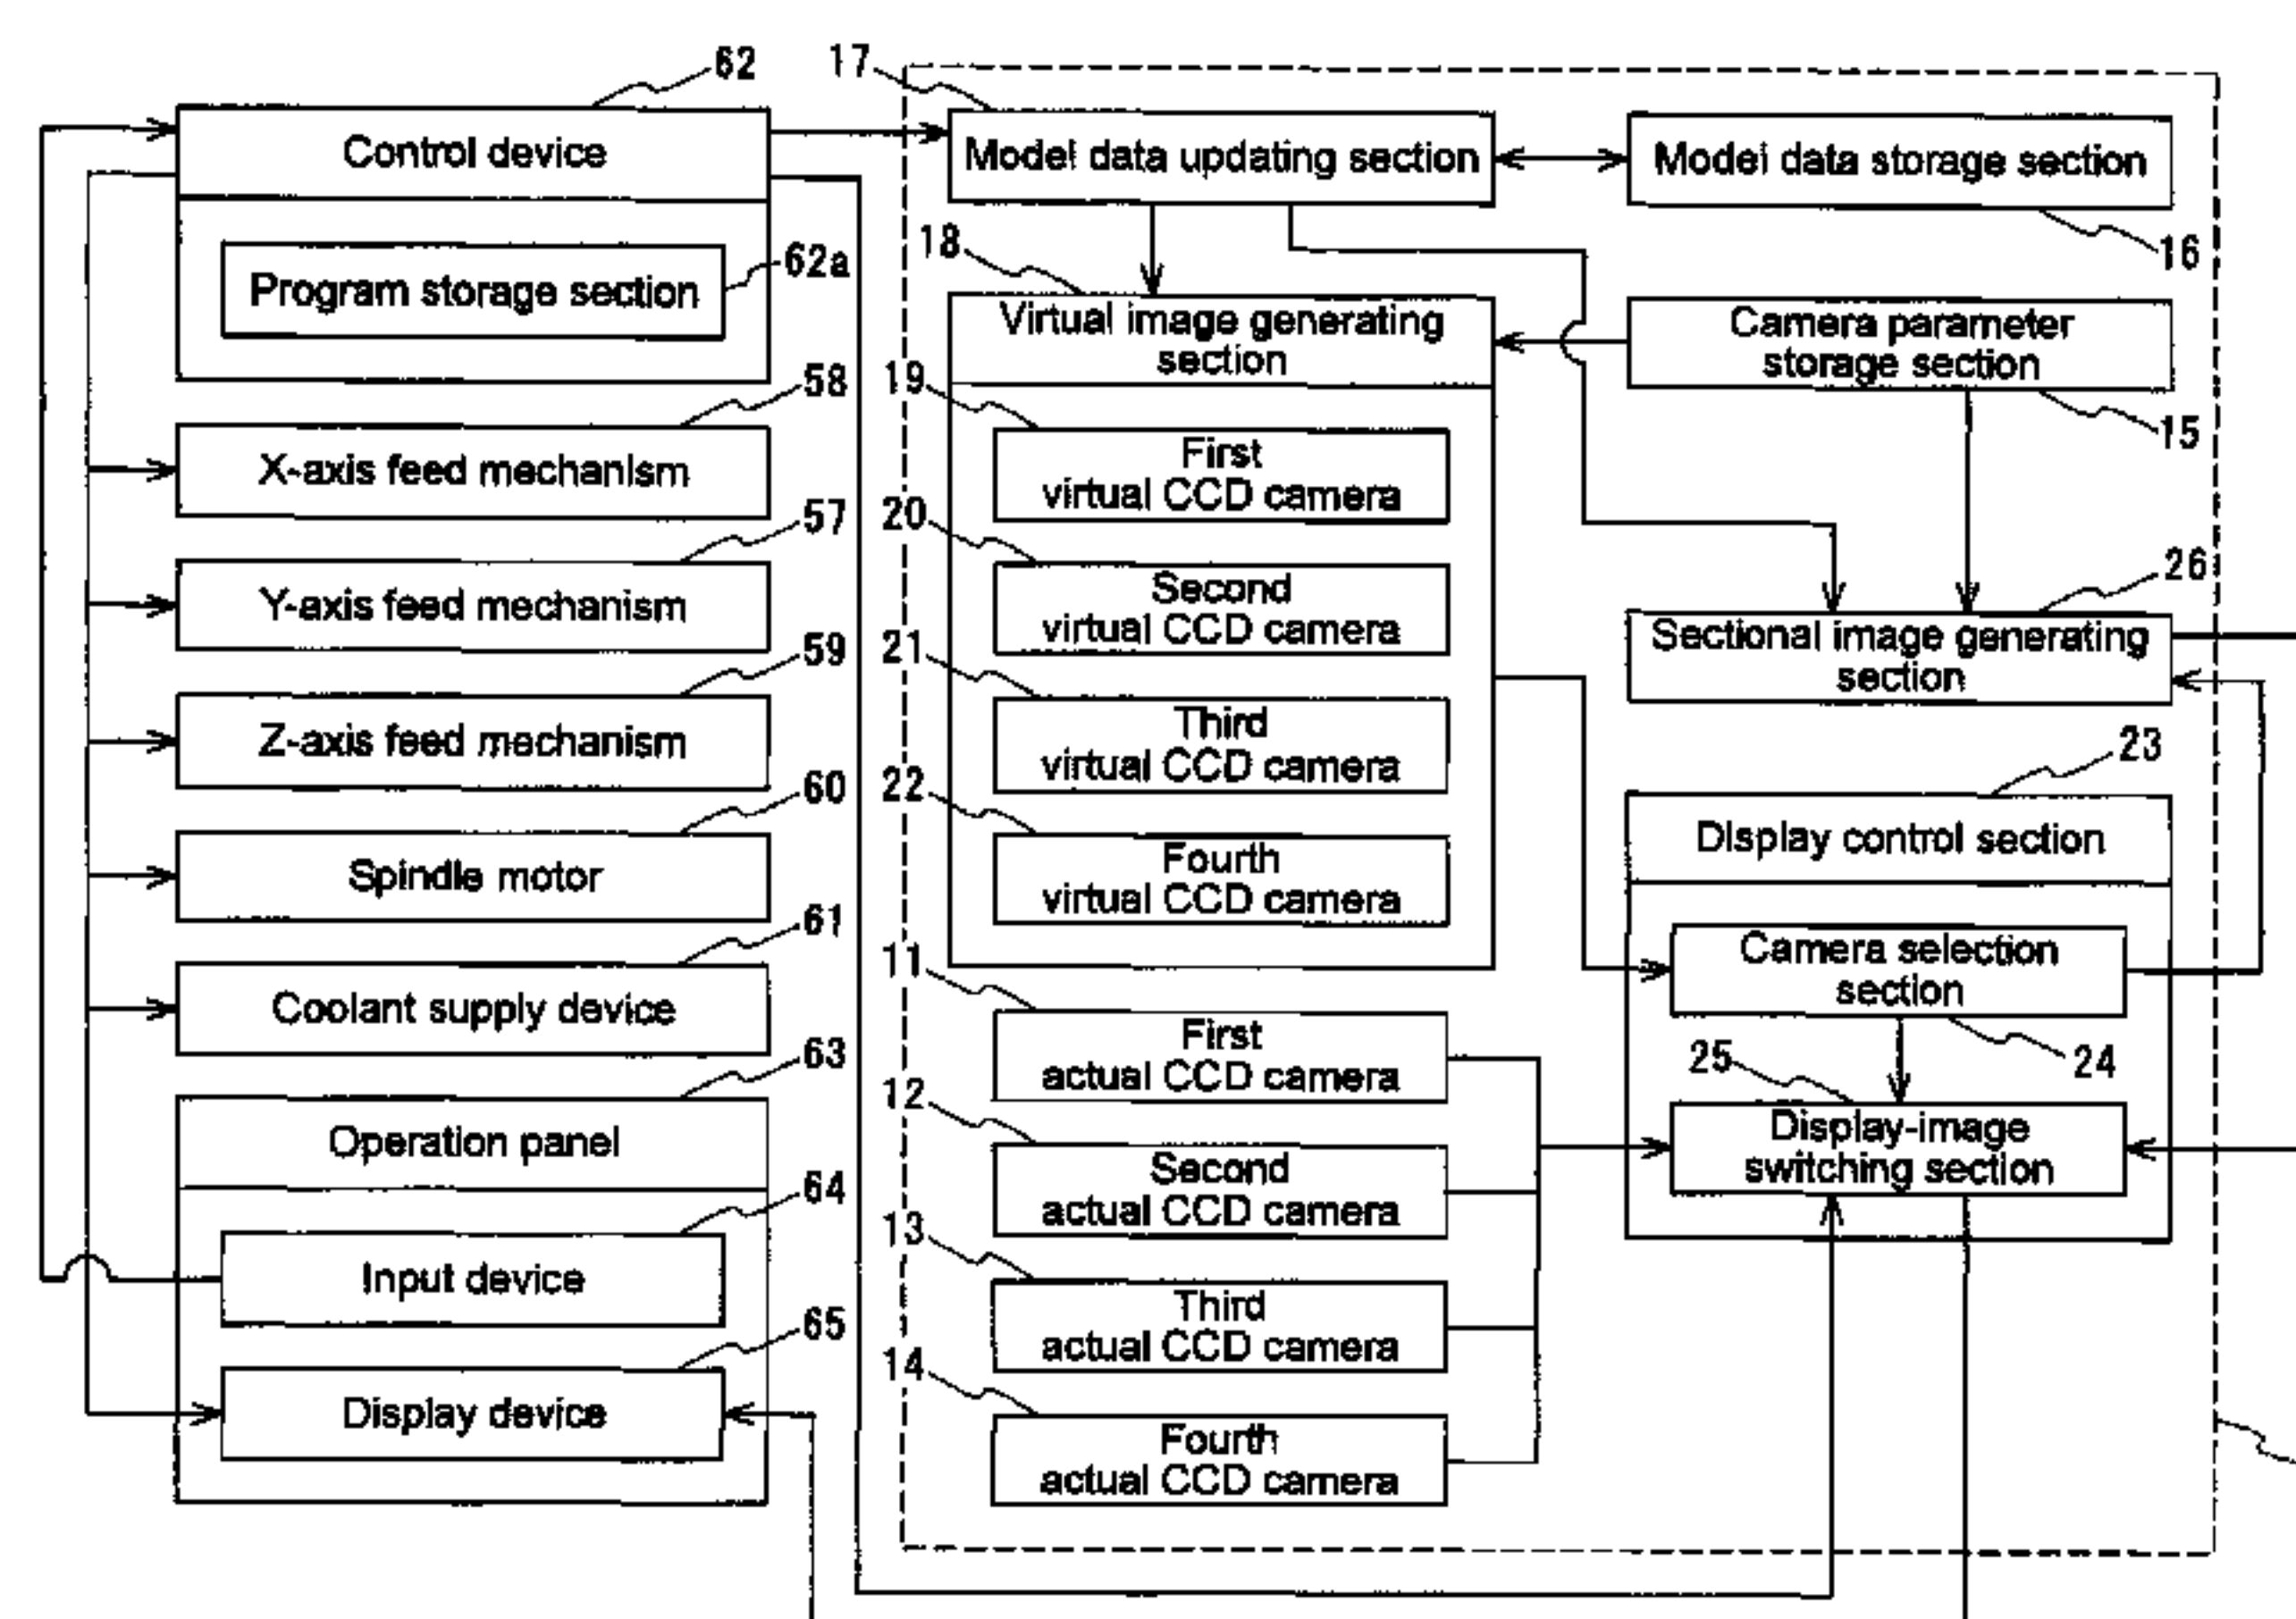 62
Control device
Program storage section
62a
58
X-axis feed mechanism
57
Y-axis feed mechanism
59
Z-axis feed mechanism
60
Spindle motor
61
Coolant supply device
63
Operation panel
64
Input device
65
Display device
17
Model data updating section
Model data storage section
16
18
Virtual image generating
section
Camera parameter
storage section
15
19
First
virtual CCD camera
20
Second
virtual CCD camera
21
Third
virtual CCD camera
22
Fourth
virtual CCD camera
26
Sectional image generating
section
23
Display control section
Camera selection
section
24
25
Display-image
switching section
11
First
actual CCD camera
12
Second
actual CCD camera
13
Third
actual CCD camera
14
Fourth
actual CCD camera